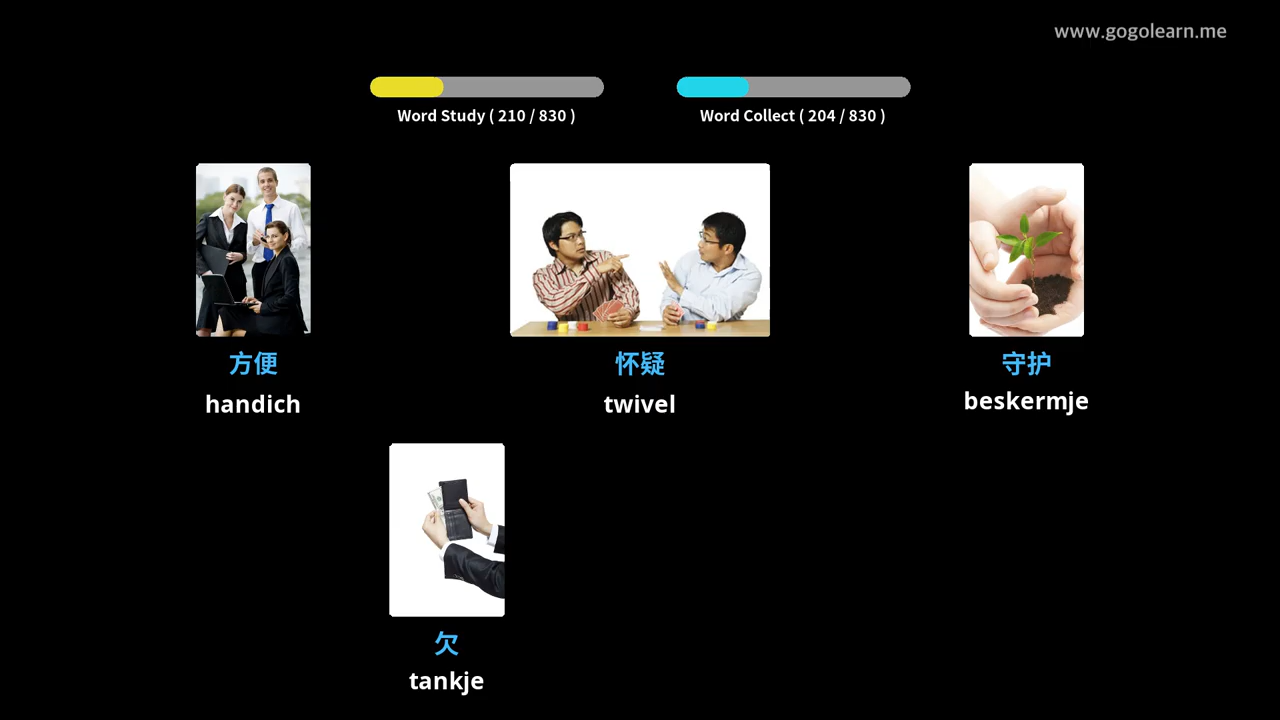 www.gogolearn.me
Word Study ( 210 / 830 )
Word Collect ( 204 / 830 )
方便
handich
怀疑
twivel
守护
beskermje
欠
tankje